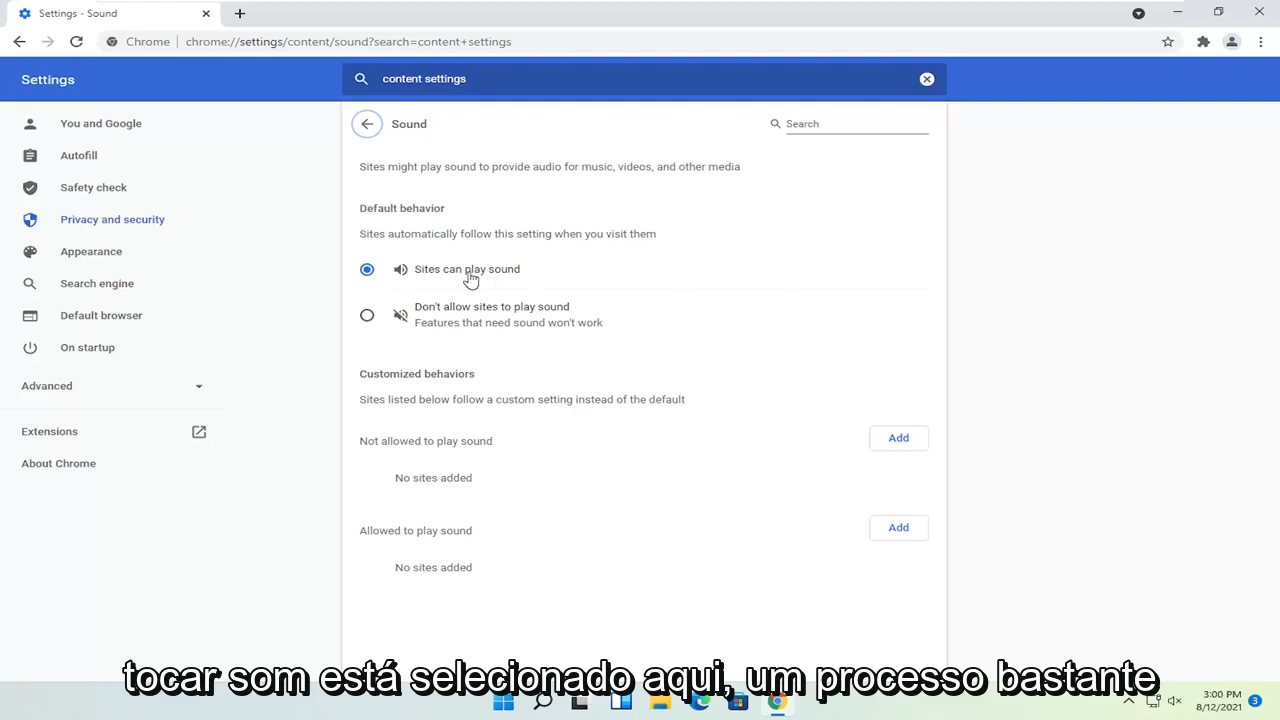 Settings - Sound
Chrome
chrome://settings/content/sound?search=content+settings
Settings
content settings
You and Google
Autofill
Safety check
Privacy and security
Appearance
Search engine
Default browser
On startup
Advanced
Extensions
About Chrome
Sound
Search
Sites might play sound to provide audio for music, videos, and other media
Default behavior
Sites automatically follow this setting when you visit them
Sites can play sound
Don't allow sites to play sound
Features that need sound won't work
Customized behaviors
Sites listed below follow a custom setting instead of the default
Not allowed to play sound
Add
No sites added
Allowed to play sound
Add
No sites added
tocar som está selecionado aqui, um processo bastante
3:00 PM
8/12/2021
3